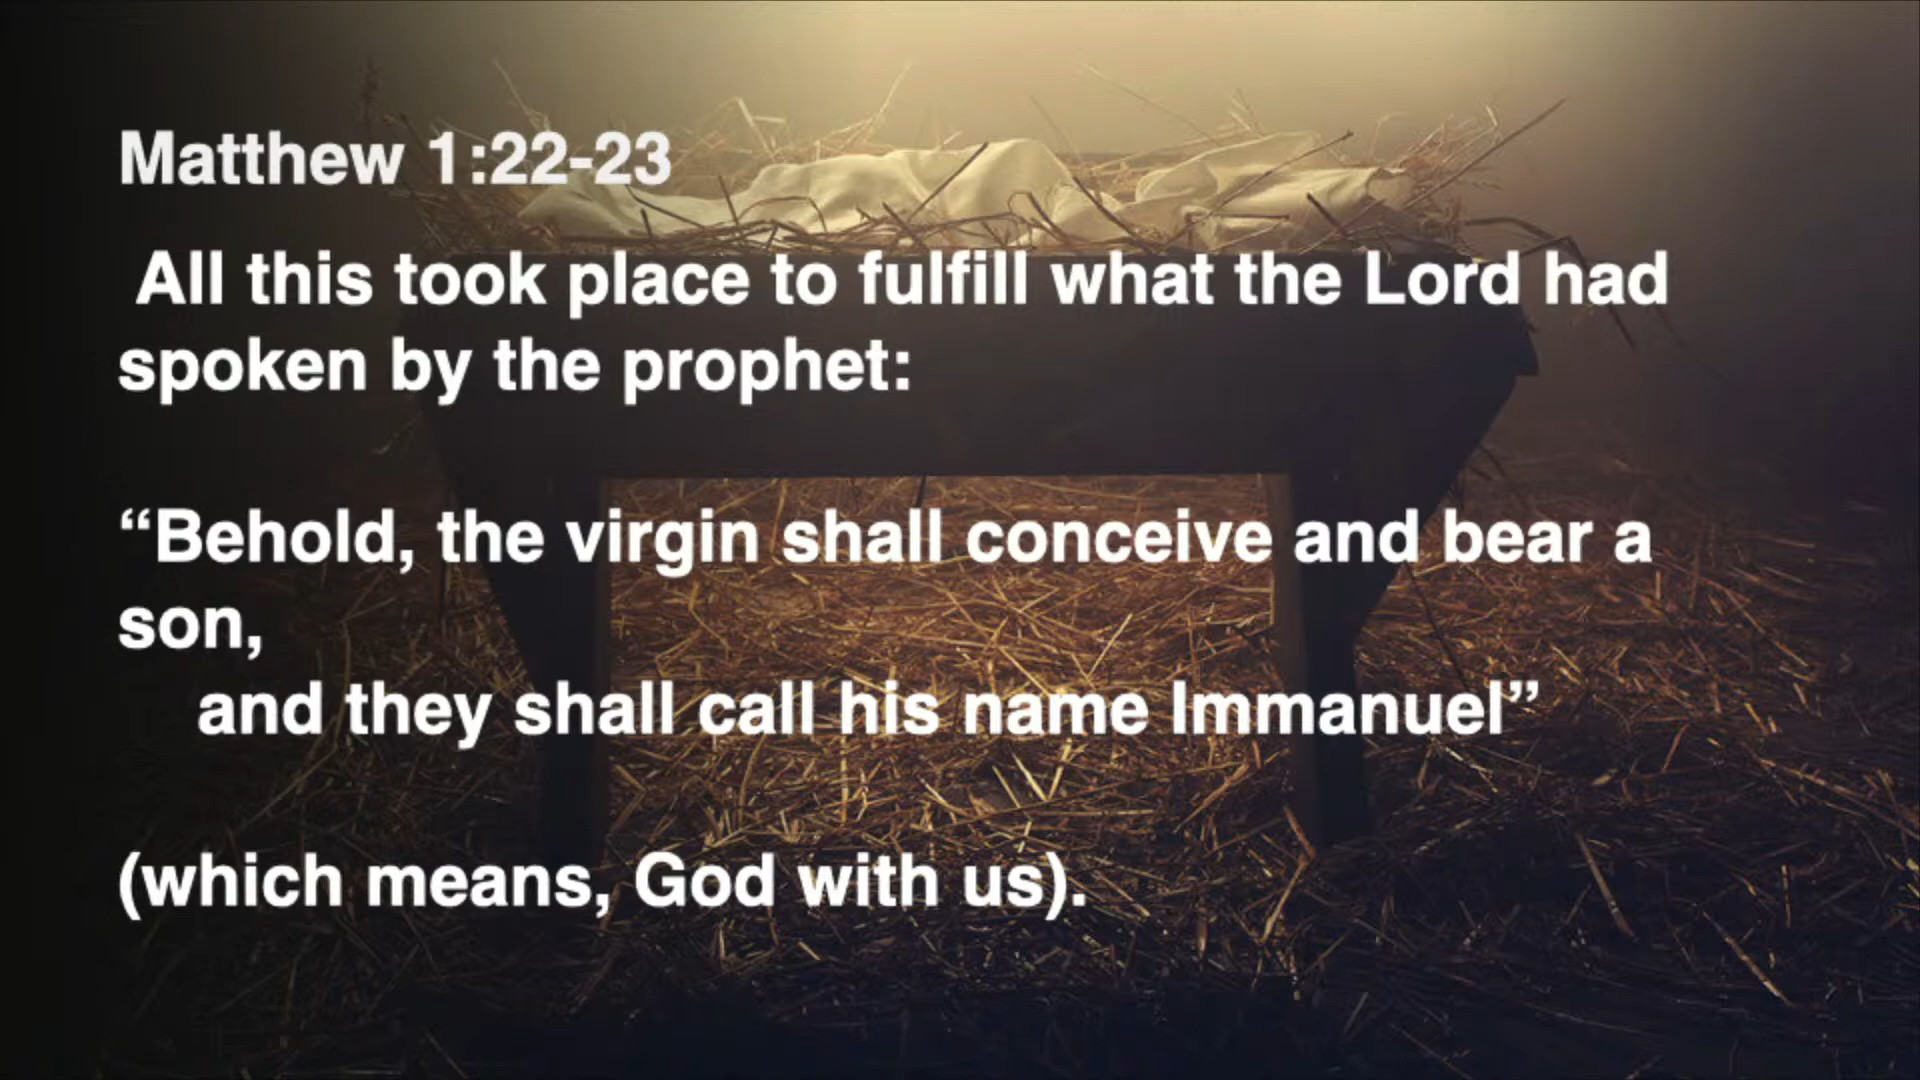 Matthew 1:22-23
All this took place to fulfill what the Lord had
spoken by the prophet:
“Behold, the virgin shall conceive and bear a
son,
and they shall call his name Immanuel”
(which means, God with us).